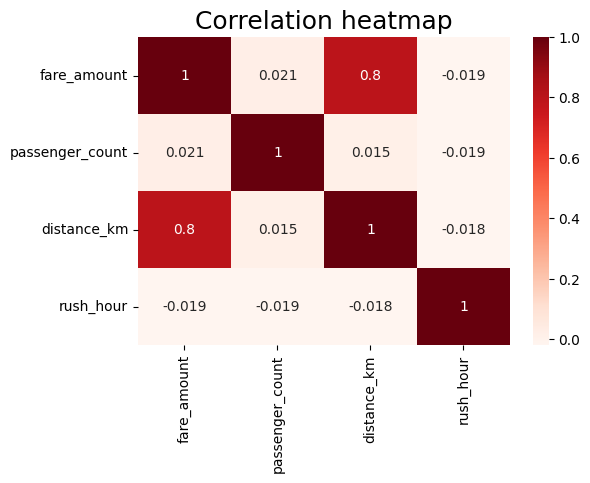 Correlation heatmap
fare_amount 1 0.021 0.8 -0.019
passenger_count 0.021 1 0.015 -0.019
distance_km 0.8 0.015 1 -0.018
rush_hour -0.019 -0.019 -0.018 1
fare_amount
passenger_count
distance_km
rush_hour
1.0
0.8
0.6
0.4
0.2
0.0